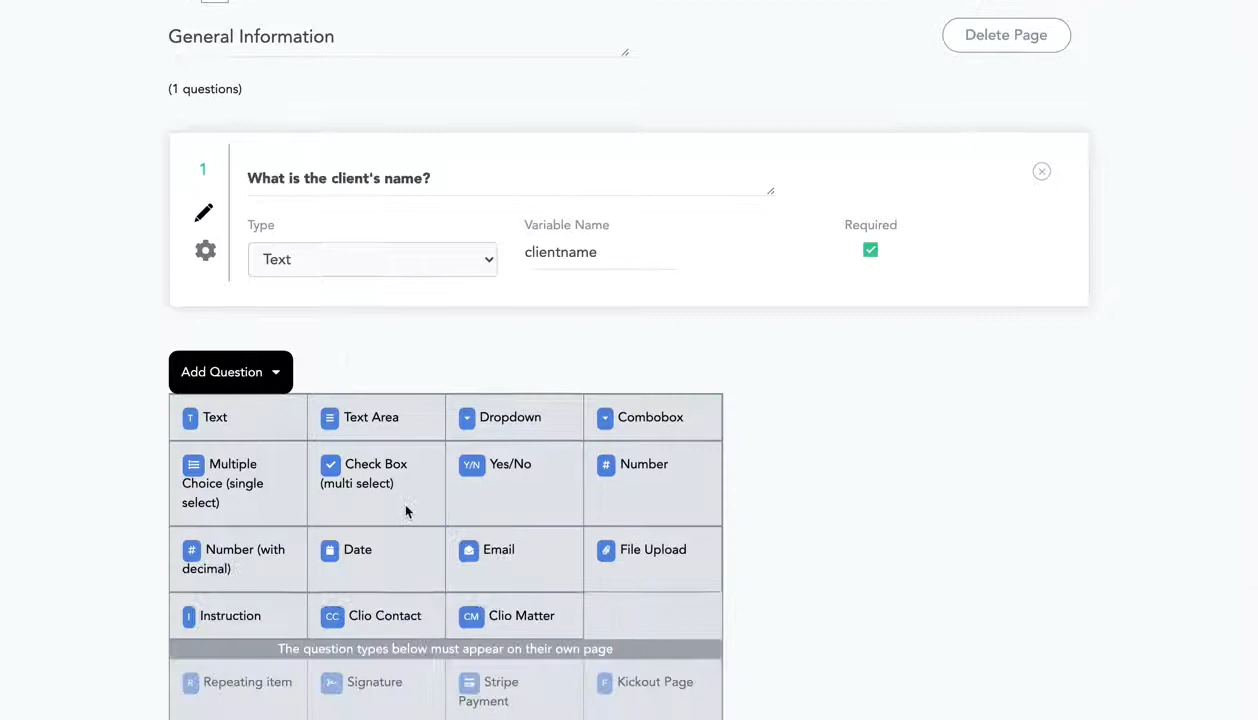 General Information
Delete Page
(1 questions)
1
What is the client's name?
Type
Variable Name
Required
Text
clientname
Add Question
T Text
Text Area
Dropdown
Combobox
Multiple
Choice (single
select)
Check Box
(multi select)
Y/N Yes/No
# Number
# Number (with
decimal)
Date
Email
File Upload
I Instruction
CC Clio Contact
CM Clio Matter
The question types below must appear on their own page
R Repeating item
Signature
Stripe
Payment
F Kickout Page